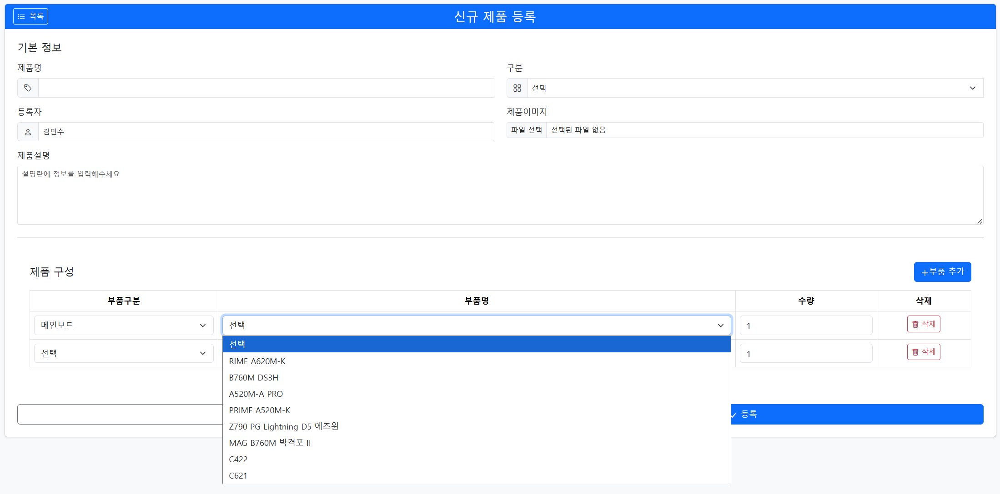 목록
신규 제품 등록
기본 정보
제품명
구분
선택
등록자
제품이미지
김민수
파일 선택 선택된 파일 없음
제품설명
설명란에 정보를 입력해주세요
제품 구성
+부품 추가
부품구분 부품명 수량 삭제
메인보드 선택 1 삭제
선택 1 삭제
선택
RIME A620M-K
B760M DS3H
A520M-A PRO
PRIME A520M-K
Z790 PG Lightning D5 에즈윈
MAG B760M 박격포 II
C422
C621
등록